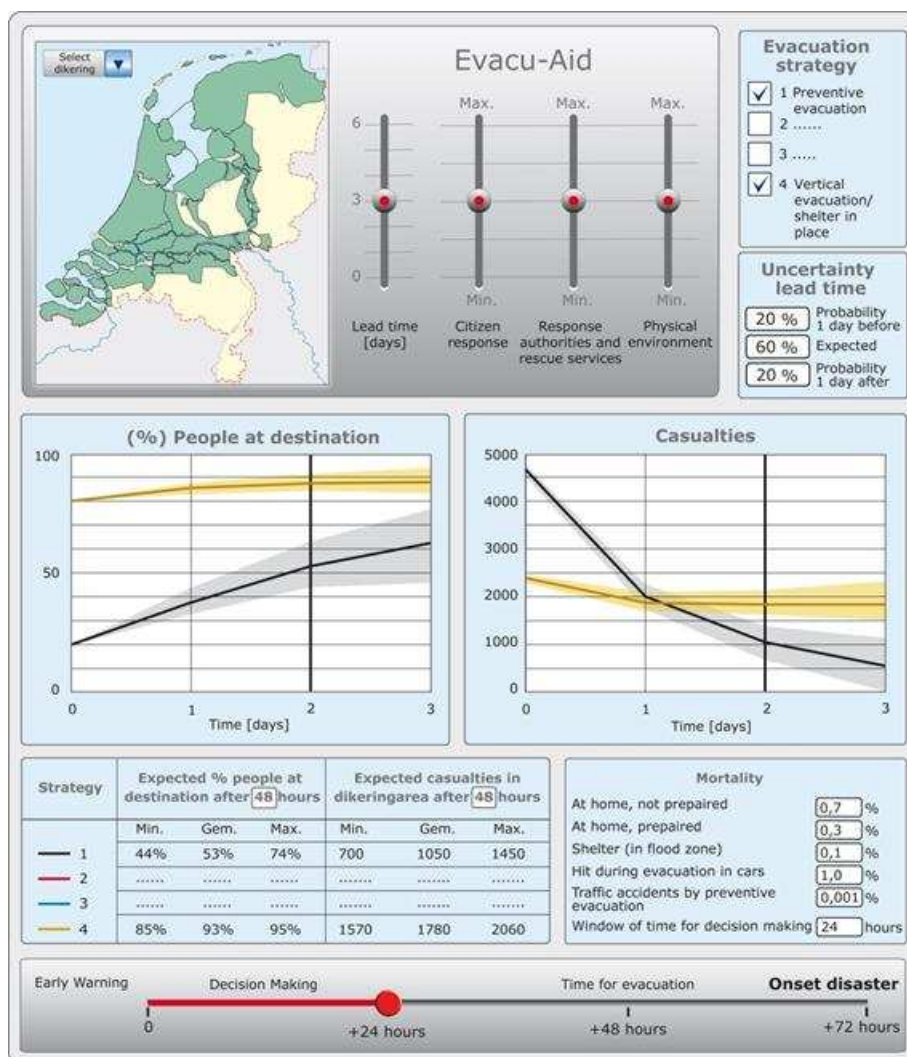 Select
dikering
Evacu-Aid
Max.
Max.
Max.
6
3
0
Min.
Min.
Min.
Lead time
[days]
Citizen
response
Response
authorities and
rescue services
Physical
environment
Evacuation
strategy
1 Preventive
evacuation
2 ......
3 .....
4 Vertical
evacuation/
shelter in
place
Uncertainty
lead time
20 % Probability
1 day before
60 % Expected
20 % Probability
1 day after
(%) People at destination
100
50
0
0 1 2 3
Time [days]
Casualties
5000
4000
3000
2000
1000
0
0 1 2 3
Time [days]
Strategy
Expected % people at
destination after 48 hours
Expected casualties in
dikeringarea after 48 hours
Min. Gem. Max. Min. Gem. Max.
1 44% 53% 74% 700 1050 1450
2 ...... ...... ...... ...... ...... ......
3 ...... ...... ...... ...... ...... ......
4 85% 93% 95% 1570 1780 2060
Mortality
At home, not prepaired 0,7 %
At home, prepaired 0,3 %
Shelter (in flood zone) 0,1 %
Hit during evacuation in cars 1,0 %
Traffic accidents by preventive
evacuation 0,001 %
Window of time for decision making 24 hours
Early Warning Decision Making Time for evacuation Onset disaster
0 +24 hours +48 hours +72 hours